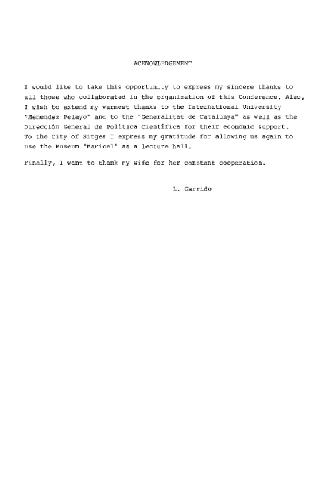 ACKNOWLEDGEMENT
I would like to take this opportunity to express my sincere thanks to
all those who collaborated in the organization of this Conference. Also,
I wish to extend my warmest thanks to the International University
"Menendez Pelayo" and to the "Generalitat de Catalunya" as well as the
Dirección General de Política Científica for their economic support.
To the City of Sitges I express my gratitude for allowing us again to
use the Museum "Maricel" as a lecture hall.
Finally, I want to thank my wife for her constant cooperation.
L. Garrido